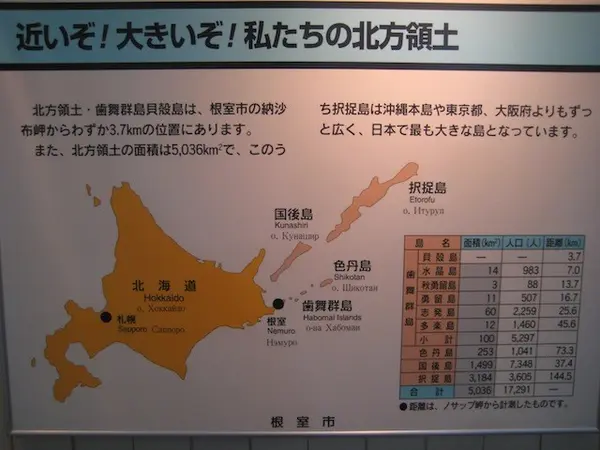 近いぞ！大きいぞ！私たちの北方領土
北方領土・歯舞群島貝殻島は、根室市の納沙
布岬からわずか3.7kmの位置にあります。
また、北方領土の面積は5,036km²で、このう
ち択捉島は沖縄本島や東京都、大阪府よりもずっ
と広く、日本で最も大きな島となっています。
択捉島
Etorofu
о. Итуруп
国後島
Kunashiri
о. Кунашир
色丹島
Shikotan
о. Шикотан
歯舞群島
Habomai Islands
о-ва Хабомаи
北海道
Hokkaido
о. Хоккайдо
札幌
Sapporo Саппоро
根室
Nemuro
Нэмуро
島名 面積(km²) 人口(人) 距離(km)
歯舞群島
貝殻島 — — 3.7
水晶島 14 983 7.0
秋勇留島 3 88 13.7
勇留島 11 507 16.7
志発島 60 2,259 25.6
多楽島 12 1,460 45.6
小計 100 5,297
色丹島 253 1,041 73.3
国後島 1,499 7,348 37.4
択捉島 3,184 3,605 144.5
合計 5,036 17,291 —
●距離は、ノサップ岬から計測したものです。
根室市